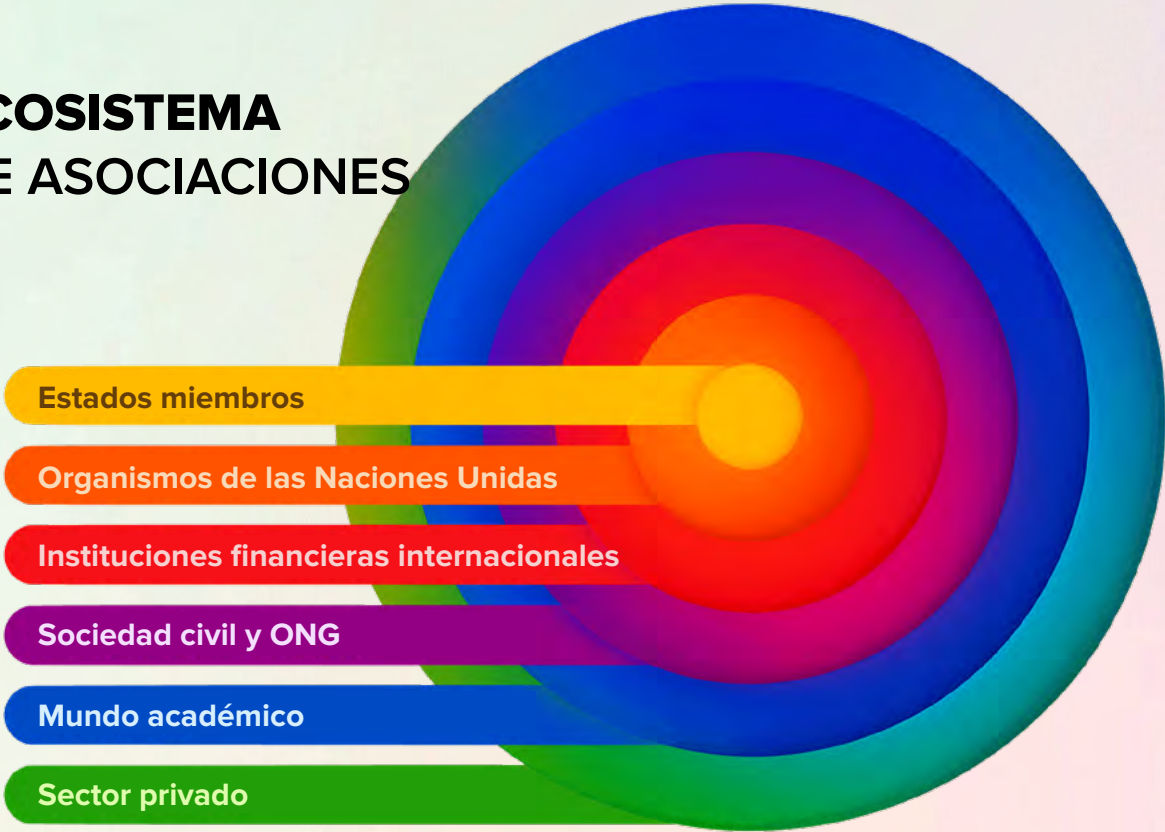 COSISTEMA
E ASOCIACIONES
Estados miembros
Organismos de las Naciones Unidas
Instituciones financieras internacionales
Sociedad civil y ONG
Mundo académico
Sector privado